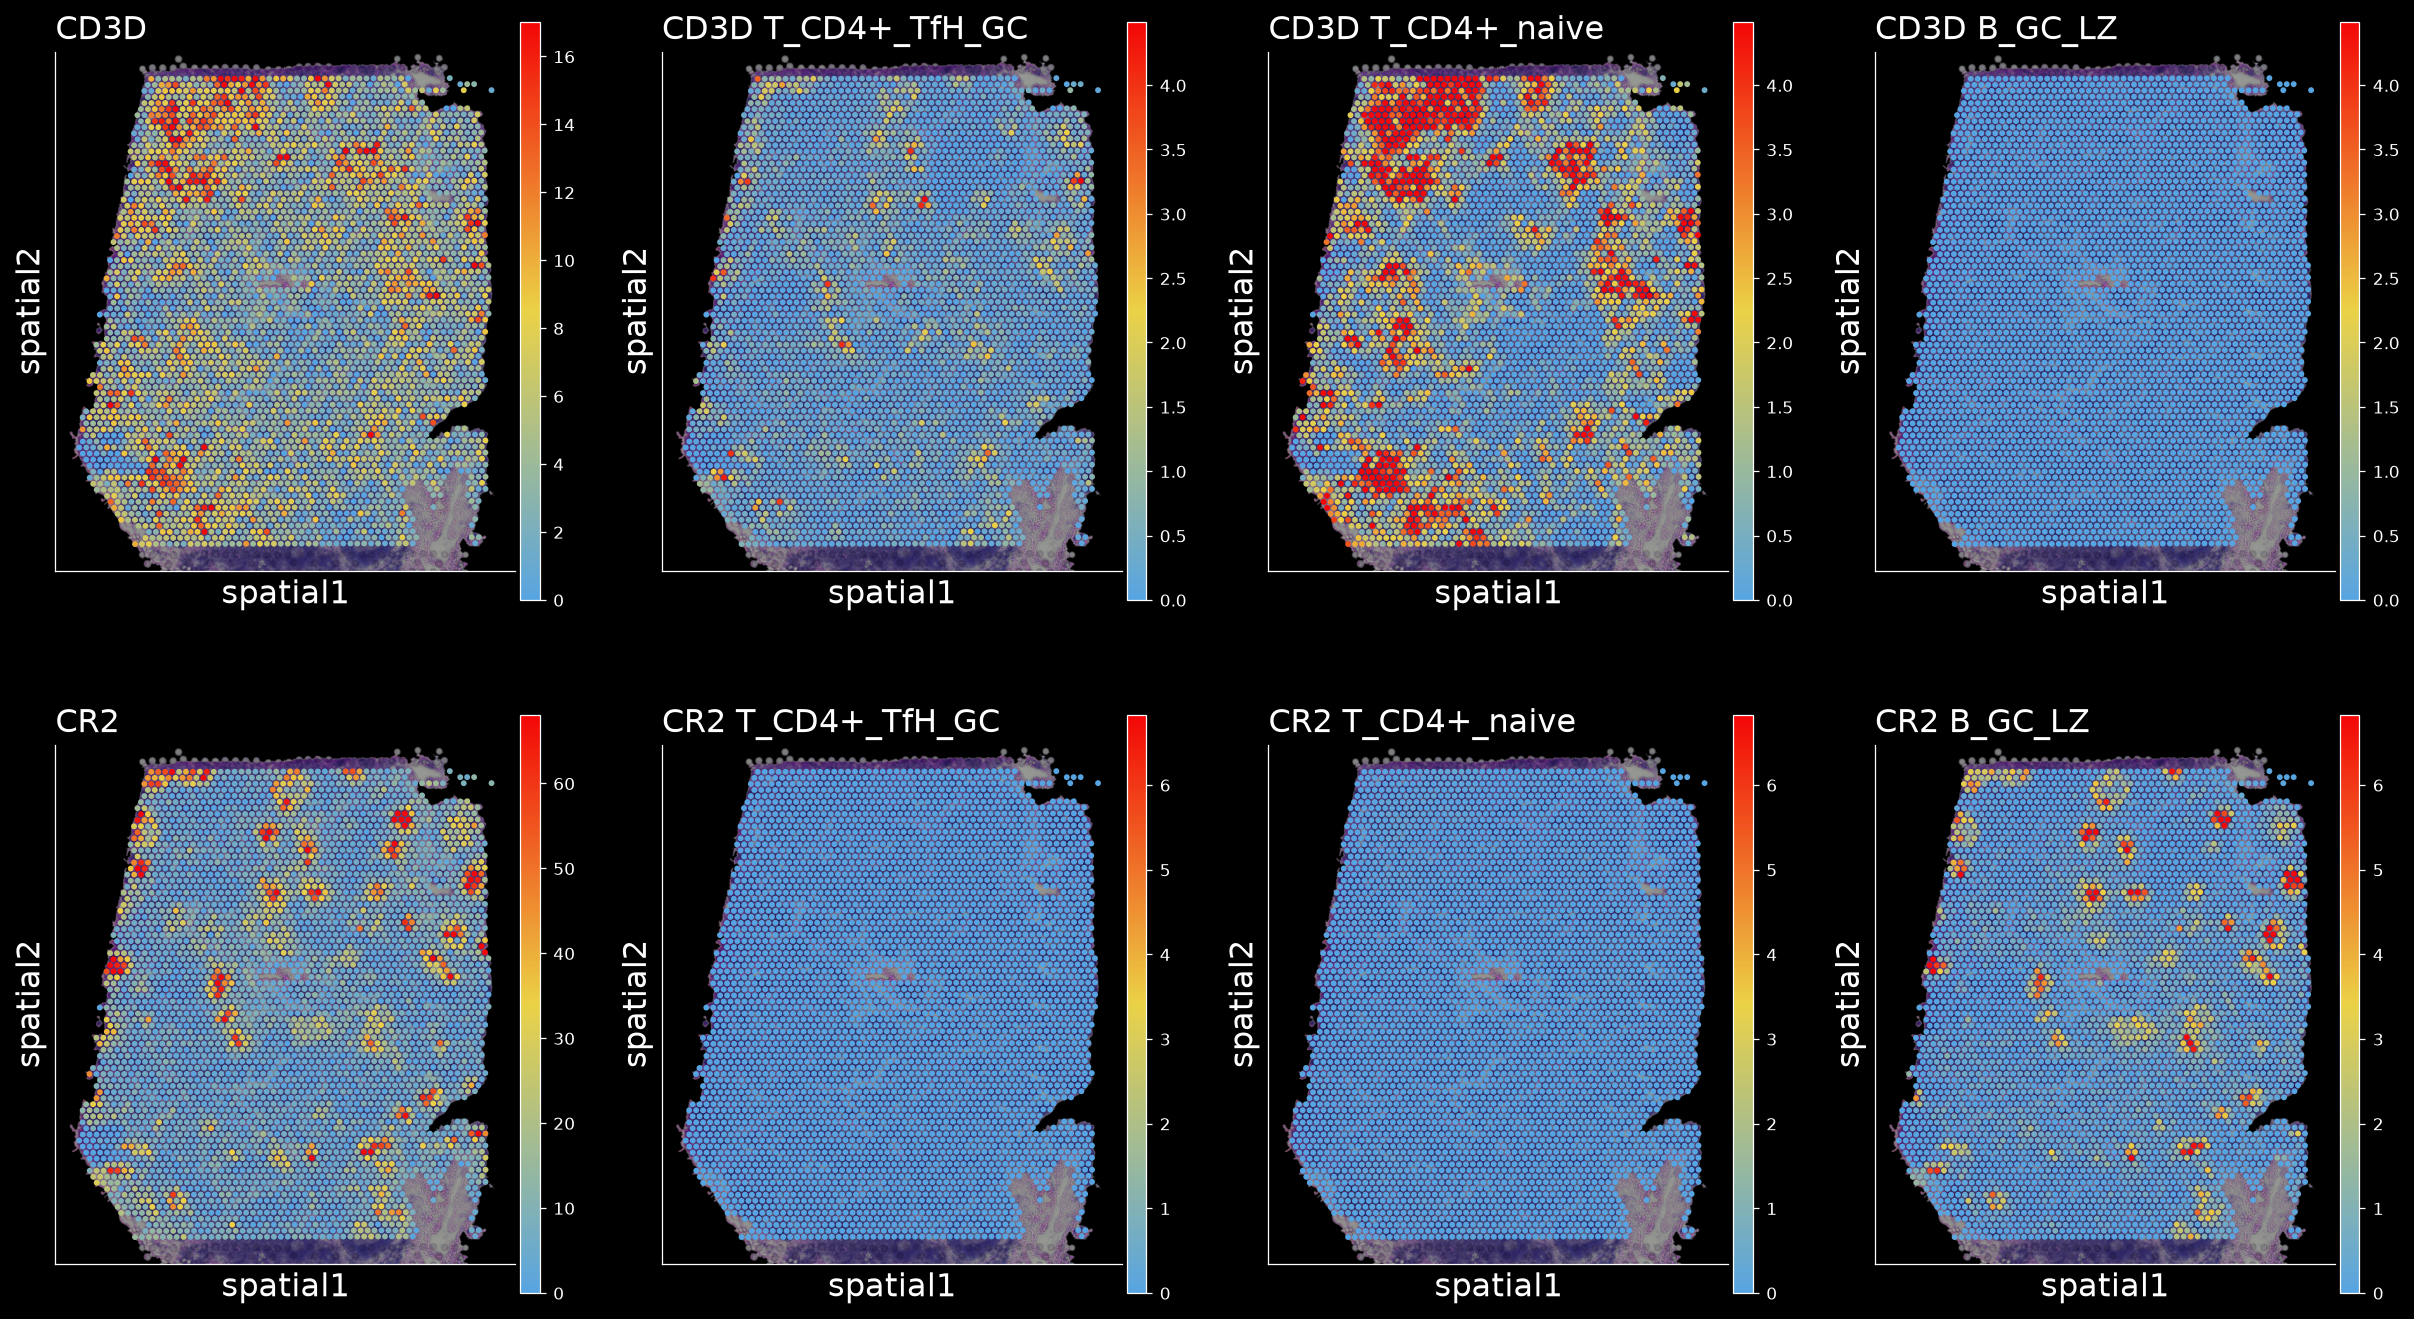 CD3D
CD3D T_CD4+_TfH_GC
CD3D T_CD4+_naive
CD3D B_GC_LZ
spatial2
16
14
12
10
8
6
4
2
0
spatial1
spatial2
4.0
3.5
3.0
2.5
2.0
1.5
1.0
0.5
0.0
spatial1
spatial2
4.0
3.5
3.0
2.5
2.0
1.5
1.0
0.5
0.0
spatial1
spatial2
4.0
3.5
3.0
2.5
2.0
1.5
1.0
0.5
0.0
spatial1
CR2
CR2 T_CD4+_TfH_GC
CR2 T_CD4+_naive
CR2 B_GC_LZ
spatial2
60
50
40
30
20
10
0
spatial1
spatial2
6
5
4
3
2
1
0
spatial1
spatial2
6
5
4
3
2
1
0
spatial1
spatial2
6
5
4
3
2
1
0
spatial1